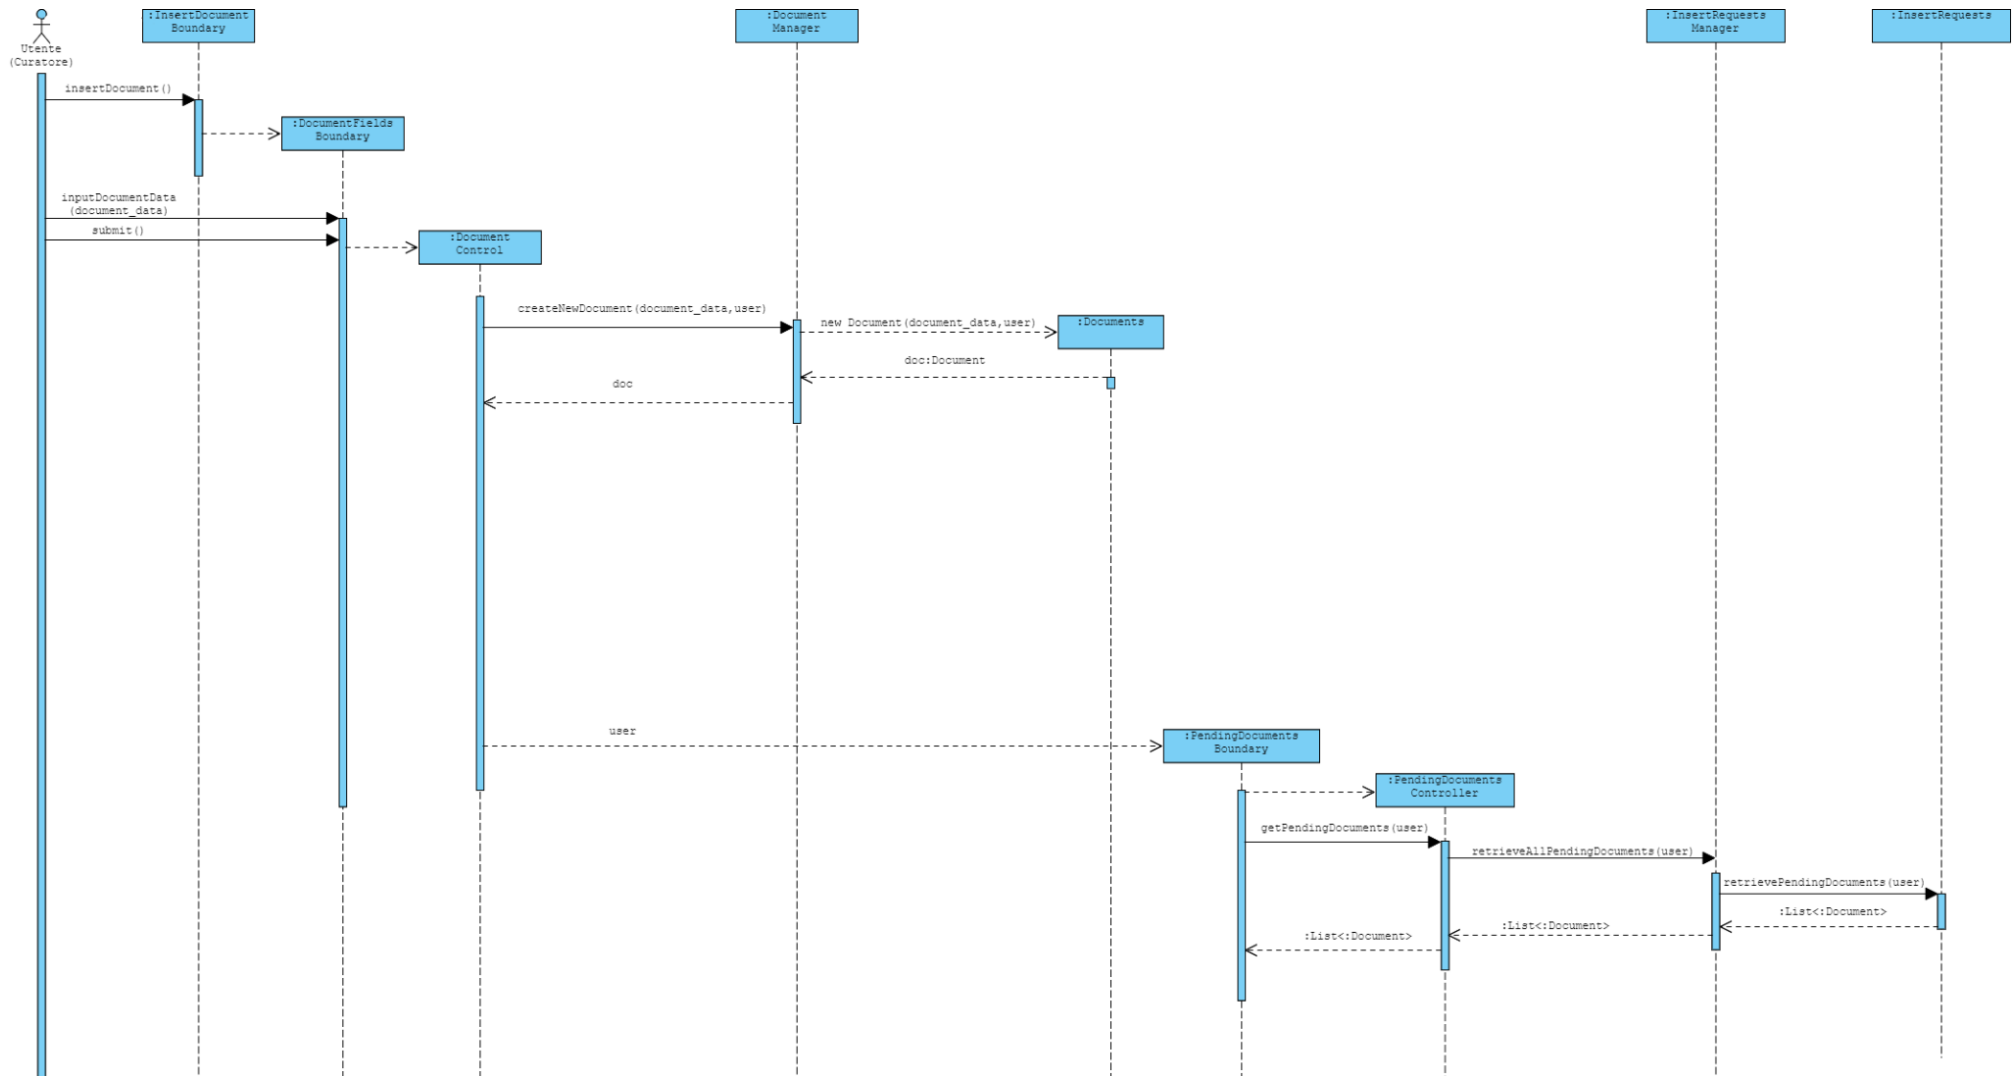 :InsertDocument
Boundary
:Document
Manager
:InsertRequests
Manager
:InsertRequests
Utente
(Curatore)
insertDocument()
:DocumentFields
Boundary
inputDocumentData
(document_data)
submit()
:Document
Control
createNewDocument(document_data,user)
new Document(document_data,user)
:Documents
doc:Document
doc
user
:PendingDocuments
Boundary
:PendingDocuments
Controller
getPendingDocuments(user)
retrieveAllPendingDocuments(user)
retrievePendingDocuments(user)
:List<:Document>
:List<:Document>
:List<:Document>